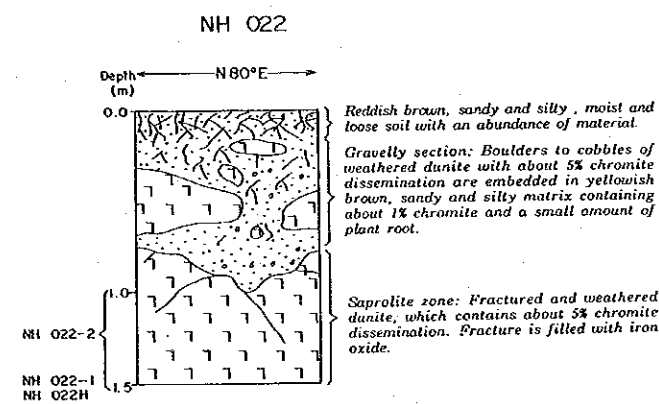 NH 022
Depth N 80°E
(m)
0.0
Reddish brown, sandy and silty , moist and
loose soil with an abundance of material.
Gravelly section: Boulders to cobbles of
weathered dunite with about 5% chromite
dissemination are embedded in yellowish
brown, sandy and silty matrix containing
about 1% chromite and a small amount of
plant root.
1.0
Saprolite zone: Fractured and weathered
dunite, which contains about 5% chromite
dissemination. Fracture is filled with iron
oxide.
NH 022-2
NH 022-1
NH 022H
1.5